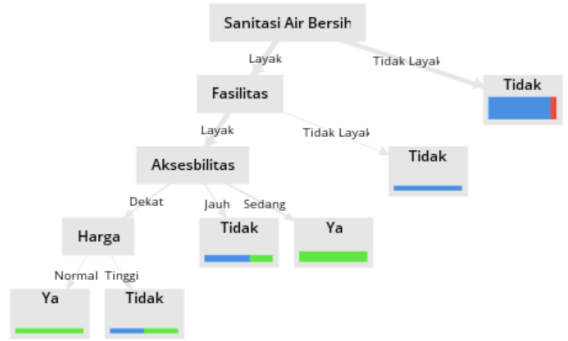 Sanitasi Air Bersih
Layak
Tidak Layak
Fasilitas
Tidak
Layak
Tidak Layak
Aksesbilitas
Tidak
Dekat
Jauh
Sedang
Harga
Tidak
Ya
Normal
Tinggi
Ya
Tidak